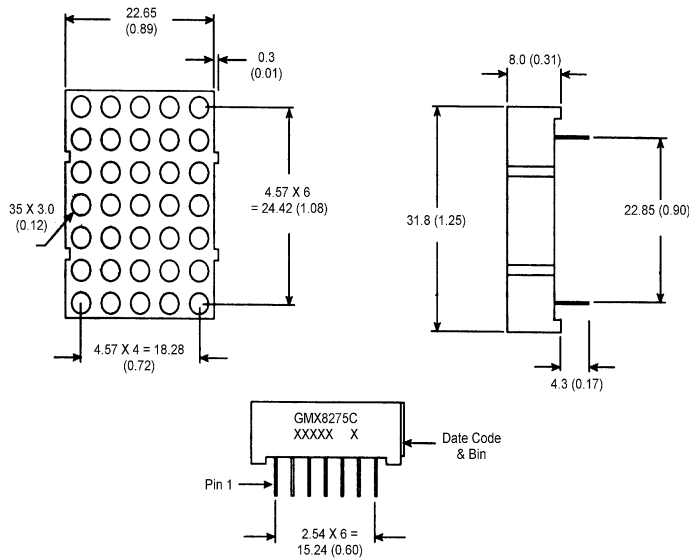 22.65
(0.89)
0.3
(0.01)
8.0 (0.31)
4.57 X 6
= 24.42 (1.08)
35 X 3.0
(0.12)
31.8 (1.25)
22.85 (0.90)
4.57 X 4 = 18.28
(0.72)
4.3 (0.17)
GMX8275C
XXXXX X
Date Code
& Bin
Pin 1
2.54 X 6 =
15.24 (0.60)